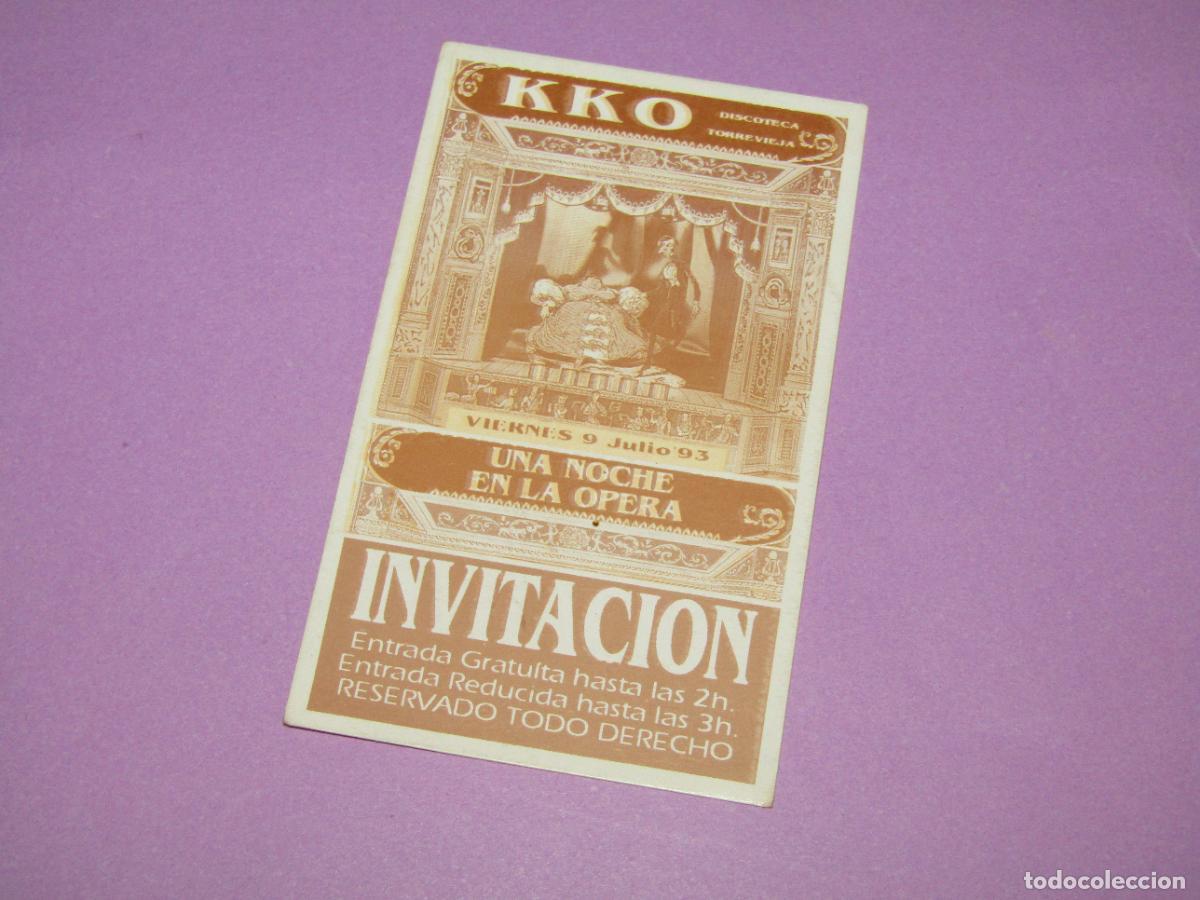 KKO
DISCOTECA
TORREVIEJA
VIERNES 9 Julio '93
UNA NOCHE
EN LA OPERA
INVITACION
Entrada Gratuíta hasta las 2h.
Entrada Reducida hasta las 3h.
RESERVADO TODO DERECHO
todocoleccion